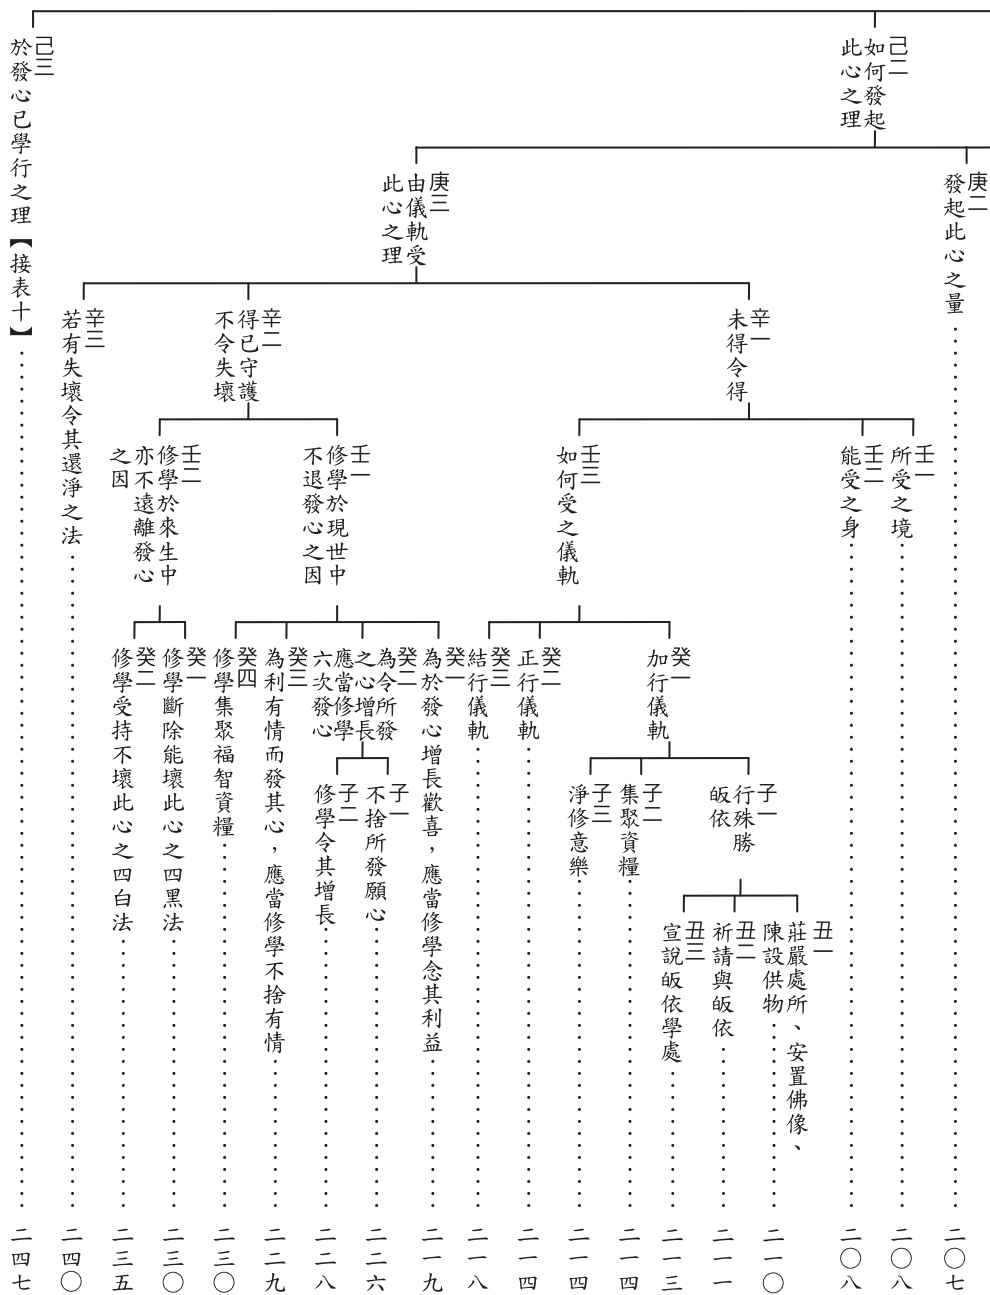 己二
如何發起
此心之理
庚二
發起此心之量
二〇七
庚三
由儀軌受
此心之理
辛一
未得令得
壬一
所受之境
二〇八
壬二
能受之身
二〇八
壬三
如何受之儀軌
癸一
加行儀軌
子一
行殊勝
皈依
丑一
莊嚴處所、安置佛像、
陳設供物
二一〇
丑二
祈請與皈依
二一一
丑三
宣說皈依學處
二一三
子二
集聚資糧
二一四
子三
淨修意樂
二一四
癸二
正行儀軌
二一四
癸三
結行儀軌
二一八
辛二
得已守護
不令失壞
壬一
修學於現世中
不退發心之因
癸一
為於發心增長歡喜,應當修學念其利益
二一九
癸二
為令所發
之心增長
應當修學
六次發心
子一
不捨所發願心
二二六
子二
修學令其增長
二二八
癸三
為利有情而發其心,應當修學不捨有情
二二九
癸四
修學集聚福智資糧
二三〇
壬二
修學於來生中
亦不遠離發心
之因
癸一
修學斷除能壞此心之四黑法
二三〇
癸二
修學受持不壞此心之四白法
二三五
辛三
若有失壞令其還淨之法
二四〇
己三
於發心已學行之理【接表十】
二四七